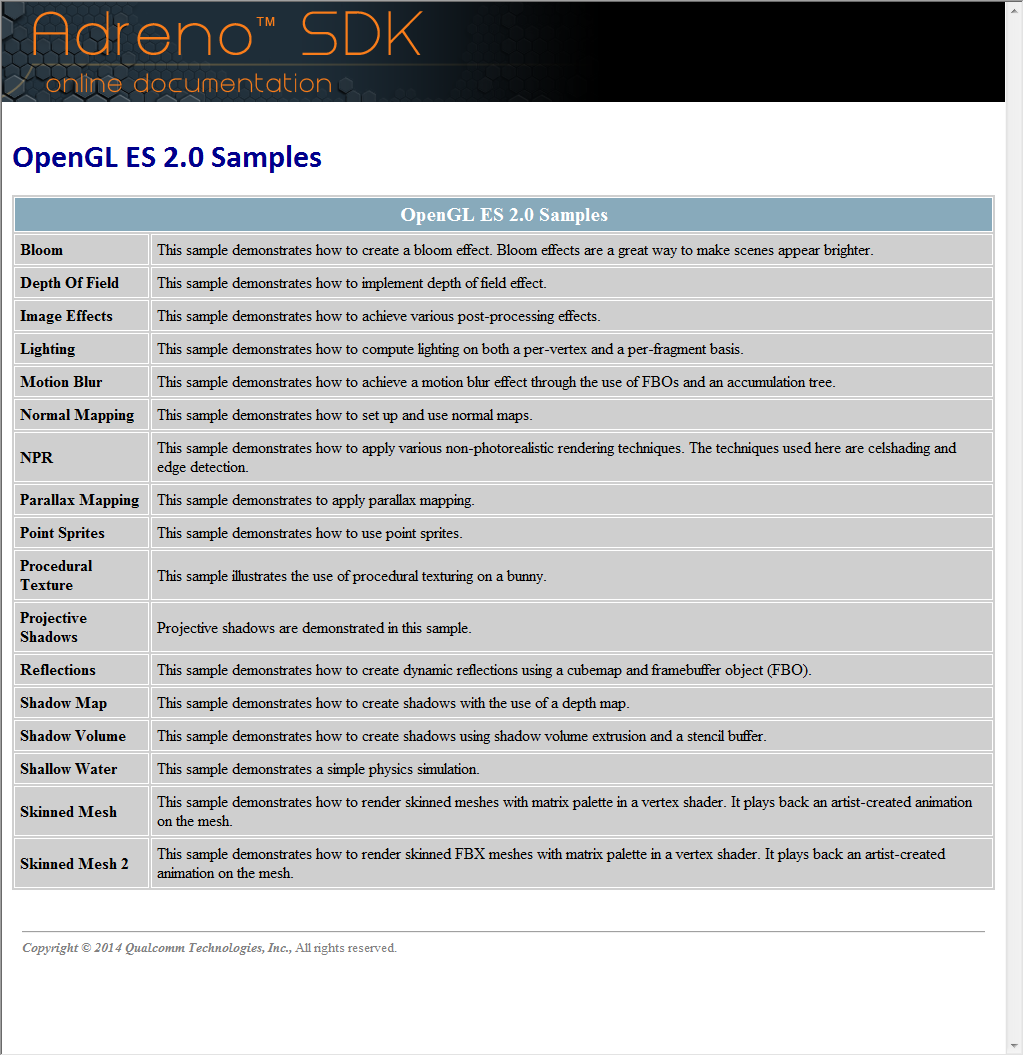 Adreno™ SDK
online documentation
OpenGL ES 2.0 Samples
OpenGL ES 2.0 Samples
Bloom This sample demonstrates how to create a bloom effect. Bloom effects are a great way to make scenes appear brighter.
Depth Of Field This sample demonstrates how to implement depth of field effect.
Image Effects This sample demonstrates how to achieve various post-processing effects.
Lighting This sample demonstrates how to compute lighting on both a per-vertex and a per-fragment basis.
Motion Blur This sample demonstrates how to achieve a motion blur effect through the use of FBOs and an accumulation tree.
Normal Mapping This sample demonstrates how to set up and use normal maps.
NPR This sample demonstrates how to apply various non-photorealistic rendering techniques. The techniques used here are celshading and
edge detection.
Parallax Mapping This sample demonstrates to apply parallax mapping.
Point Sprites This sample demonstrates how to use point sprites.
Procedural
Texture This sample illustrates the use of procedural texturing on a bunny.
Projective
Shadows Projective shadows are demonstrated in this sample.
Reflections This sample demonstrates how to create dynamic reflections using a cubemap and framebuffer object (FBO).
Shadow Map This sample demonstrates how to create shadows with the use of a depth map.
Shadow Volume This sample demonstrates how to create shadows using shadow volume extrusion and a stencil buffer.
Shallow Water This sample demonstrates a simple physics simulation.
Skinned Mesh This sample demonstrates how to render skinned meshes with matrix palette in a vertex shader. It plays back an artist-created animation
on the mesh.
Skinned Mesh 2 This sample demonstrates how to render skinned FBX meshes with matrix palette in a vertex shader. It plays back an artist-created
animation on the mesh.
Copyright © 2014 Qualcomm Technologies, Inc., All rights reserved.